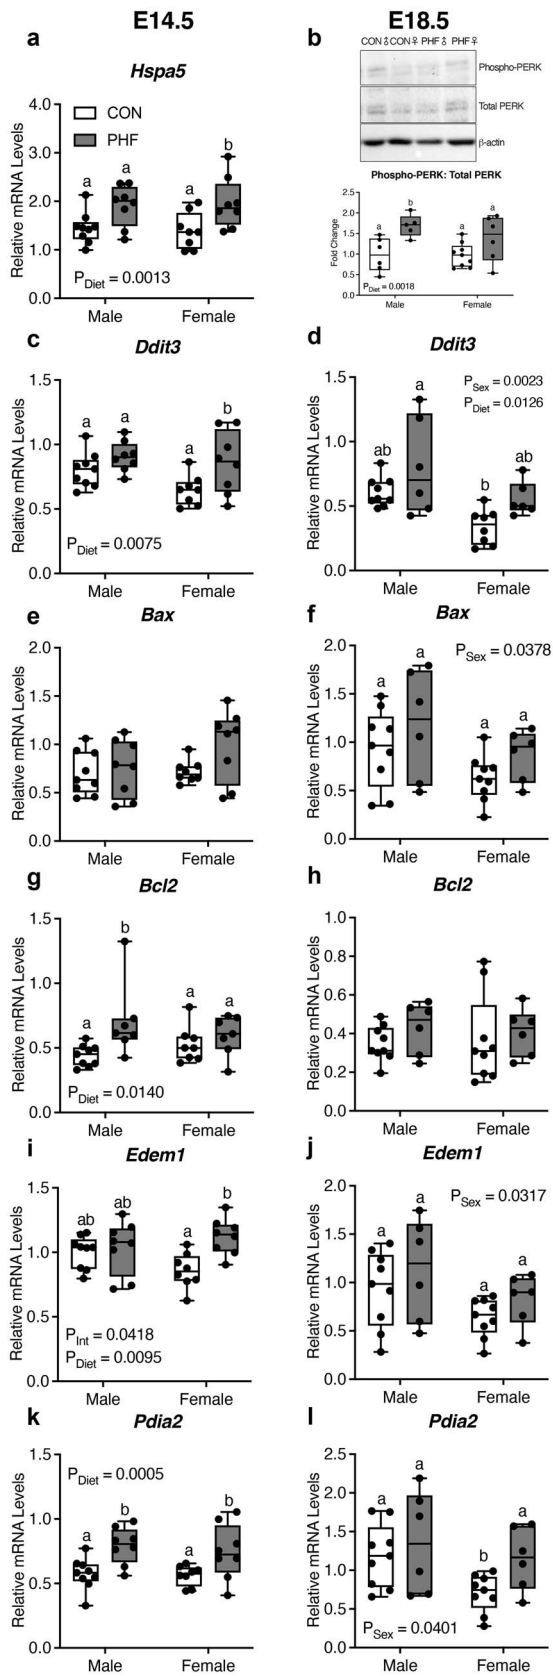 E14.5
E18.5
a
Hspa5
Relative mRNA Levels
4.0
3.0
2.0
1.0
0.0
CON
PHF
a
a
a
b
P_Diet = 0.0013
Male
Female
b
CON♂CON♀ PHF♂ PHF♀
Phospho-PERK
Total PERK
β-actin
Phospho-PERK: Total PERK
Fold Change
2.5
2.0
1.5
1.0
0.5
0.0
a
b
a
a
P_Diet = 0.0018
Male
Female
c
Ddit3
Relative mRNA Levels
1.5
1.0
0.5
0.0
a
a
a
b
P_Diet = 0.0075
Male
Female
d
Ddit3
Relative mRNA Levels
1.5
1.0
0.5
0.0
P_Sex = 0.0023
P_Diet = 0.0126
ab
a
b
ab
Male
Female
e
Bax
Relative mRNA Levels
2.0
1.5
1.0
0.5
0.0
Male
Female
f
Bax
Relative mRNA Levels
2.0
1.5
1.0
0.5
0.0
P_Sex = 0.0378
a
a
a
a
Male
Female
g
Bcl2
Relative mRNA Levels
1.5
1.0
0.5
0.0
a
b
a
a
P_Diet = 0.0140
Male
Female
h
Bcl2
Relative mRNA Levels
1.0
0.8
0.6
0.4
0.2
0.0
Male
Female
i
Edem1
Relative mRNA Levels
1.5
1.0
0.5
0.0
ab
ab
a
b
P_Int = 0.0418
P_Diet = 0.0095
Male
Female
j
Edem1
Relative mRNA Levels
2.0
1.5
1.0
0.5
0.0
P_Sex = 0.0317
a
a
a
a
Male
Female
k
Pdia2
Relative mRNA Levels
1.5
1.0
0.5
0.0
P_Diet = 0.0005
a
b
a
b
Male
Female
l
Pdia2
Relative mRNA Levels
2.5
2.0
1.5
1.0
0.5
0.0
a
a
b
a
P_Sex = 0.0401
Male
Female